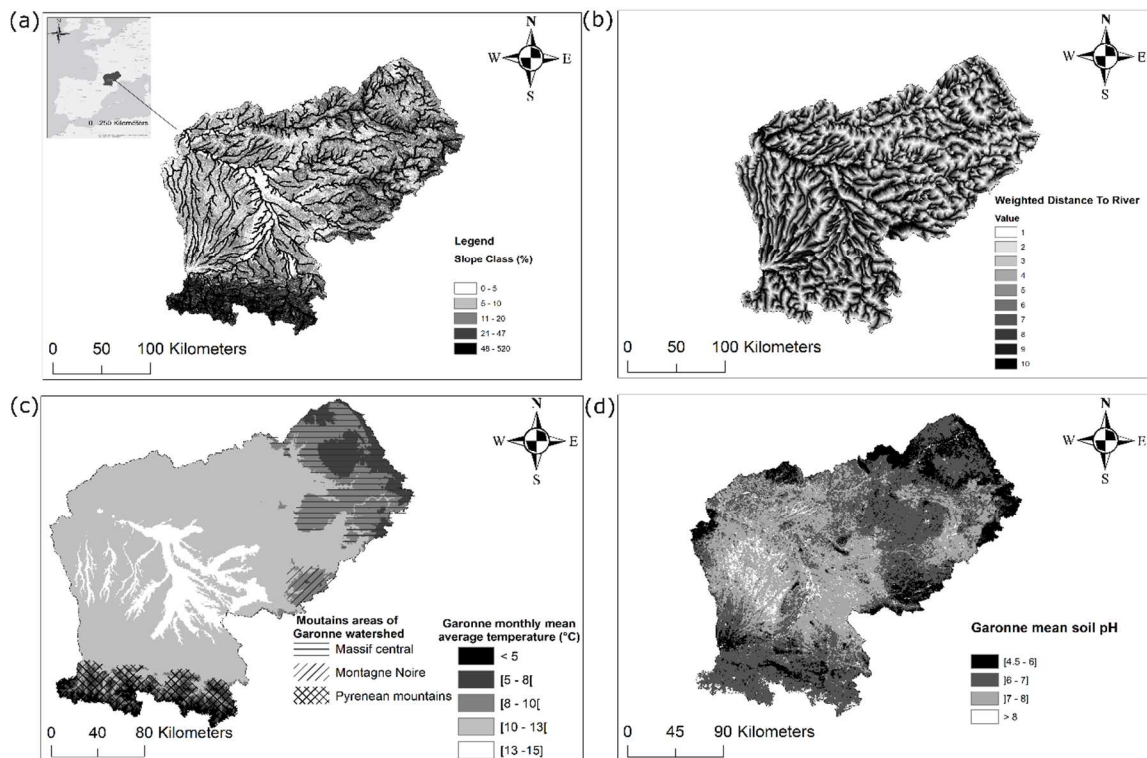 (a)
N
0 250 Kilometers
N
W E
S
Legend
Slope Class (%)
0 - 5
5 - 10
11 - 20
21 - 47
48 - 520
0 50 100 Kilometers
(b)
N
W E
S
Weighted Distance To River
Value
1
2
3
4
5
6
7
8
9
10
0 50 100 Kilometers
(c)
N
W E
S
Moutains areas of
Garonne watershed
Massif central
Montagne Noire
Pyrenean mountains
Garonne monthly mean
average temperature (°C)
< 5
[5 - 8[
[8 - 10[
[10 - 13[
[13 -15]
0 40 80 Kilometers
(d)
N
W E
S
Garonne mean soil pH
[4.5 - 6]
]6 - 7]
]7 - 8]
> 8
0 45 90 Kilometers